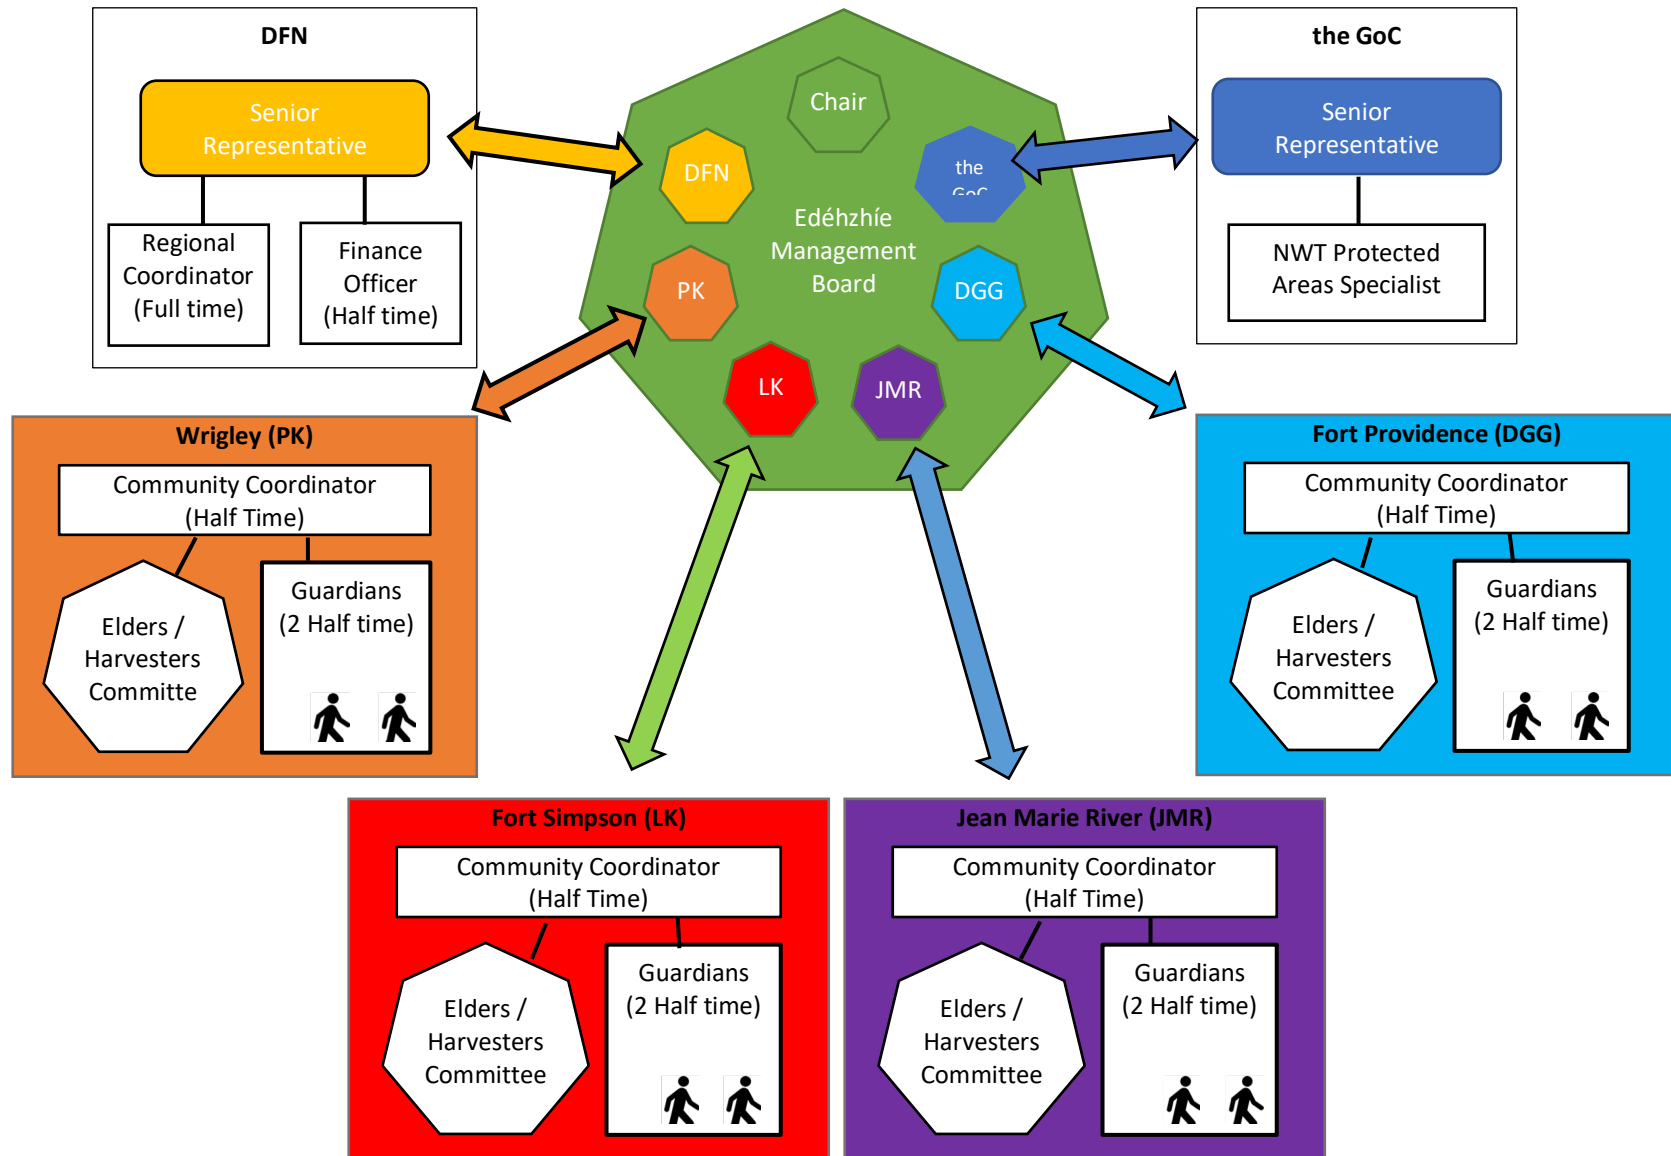 DFN
Senior
Representative
Regional
Coordinator
(Full time)
Finance
Officer
(Half time)
Chair
DFN
the
GoC
Edéhzhíe
Management
Board
PK
DGG
LK
JMR
the GoC
Senior
Representative
NWT Protected
Areas Specialist
Wrigley (PK)
Community Coordinator
(Half Time)
Elders /
Harvesters
Committe
Guardians
(2 Half time)
Fort Providence (DGG)
Community Coordinator
(Half Time)
Elders /
Harvesters
Committee
Guardians
(2 Half time)
Fort Simpson (LK)
Community Coordinator
(Half Time)
Elders /
Harvesters
Committee
Guardians
(2 Half time)
Jean Marie River (JMR)
Community Coordinator
(Half Time)
Elders /
Harvesters
Committee
Guardians
(2 Half time)